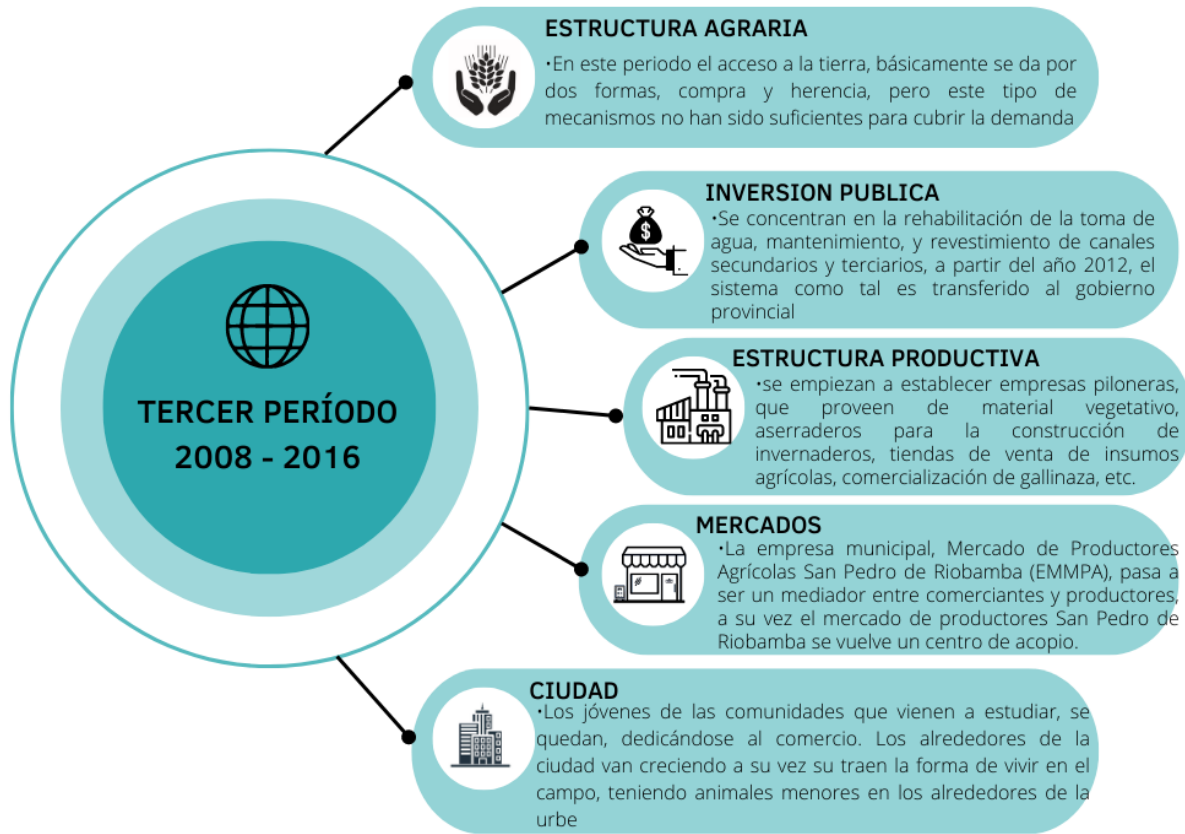 ESTRUCTURA AGRARIA
•En este periodo el acceso a la tierra, básicamente se da por
dos formas, compra y herencia, pero este tipo de
mecanismos no han sido suficientes para cubrir la demanda
INVERSION PUBLICA
•Se concentran en la rehabilitación de la toma de
agua, mantenimiento, y revestimiento de canales
secundarios y terciarios, a partir del año 2012, el
sistema como tal es transferido al gobierno
provincial
TERCER PERÍODO
2008 - 2016
ESTRUCTURA PRODUCTIVA
•se empiezan a establecer empresas piloneras,
que proveen de material vegetativo,
aserraderos para la construcción de
invernaderos, tiendas de venta de insumos
agrícolas, comercialización de gallinaza, etc.
MERCADOS
•La empresa municipal, Mercado de Productores
Agrícolas San Pedro de Riobamba (EMMPA), pasa a
ser un mediador entre comerciantes y productores,
a su vez el mercado de productores San Pedro de
Riobamba se vuelve un centro de acopio.
CIUDAD
•Los jóvenes de las comunidades que vienen a estudiar, se
quedan, dedicándose al comercio. Los alrededores de la
ciudad van creciendo a su vez su traen la forma de vivir en el
campo, teniendo animales menores en los alrededores de la
urbe